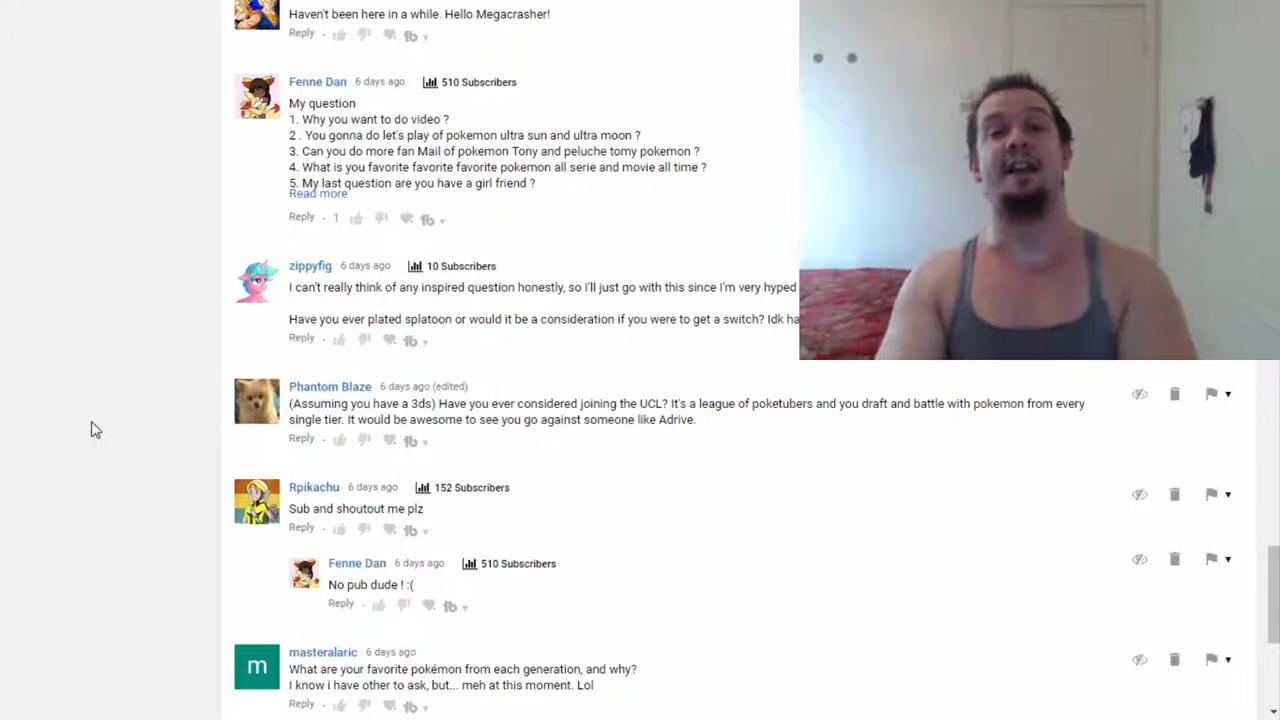 Haven't been here in a while. Hello Megacrasher!
Reply
Fenne Dan 6 days ago 510 Subscribers
My question
1. Why you want to do video ?
2 . You gonna do let's play of pokemon ultra sun and ultra moon ?
3. Can you do more fan Mail of pokemon Tony and peluche tomy pokemon ?
4. What is you favorite favorite favorite pokemon all serie and movie all time ?
5. My last question are you have a girl friend ?
Read more
Reply · 1
zippyfig 6 days ago 10 Subscribers
I can't really think of any inspired question honestly, so I'll just go with this since I'm very hyped
Have you ever plated splatoon or would it be a consideration if you were to get a switch? Idk ha
Reply ·
Phantom Blaze 6 days ago (edited)
(Assuming you have a 3ds) Have you ever considered joining the UCL? It's a league of poketubers and you draft and battle with pokemon from every
single tier. It would be awesome to see you go against someone like Adrive.
Reply ·
Rpikachu 6 days ago 152 Subscribers
Sub and shoutout me plz
Reply ·
Fenne Dan 6 days ago 510 Subscribers
No pub dude ! :(
Reply ·
m
masteralaric 6 days ago
What are your favorite pokémon from each generation, and why?
I know i have other to ask, but... meh at this moment. Lol
Reply ·